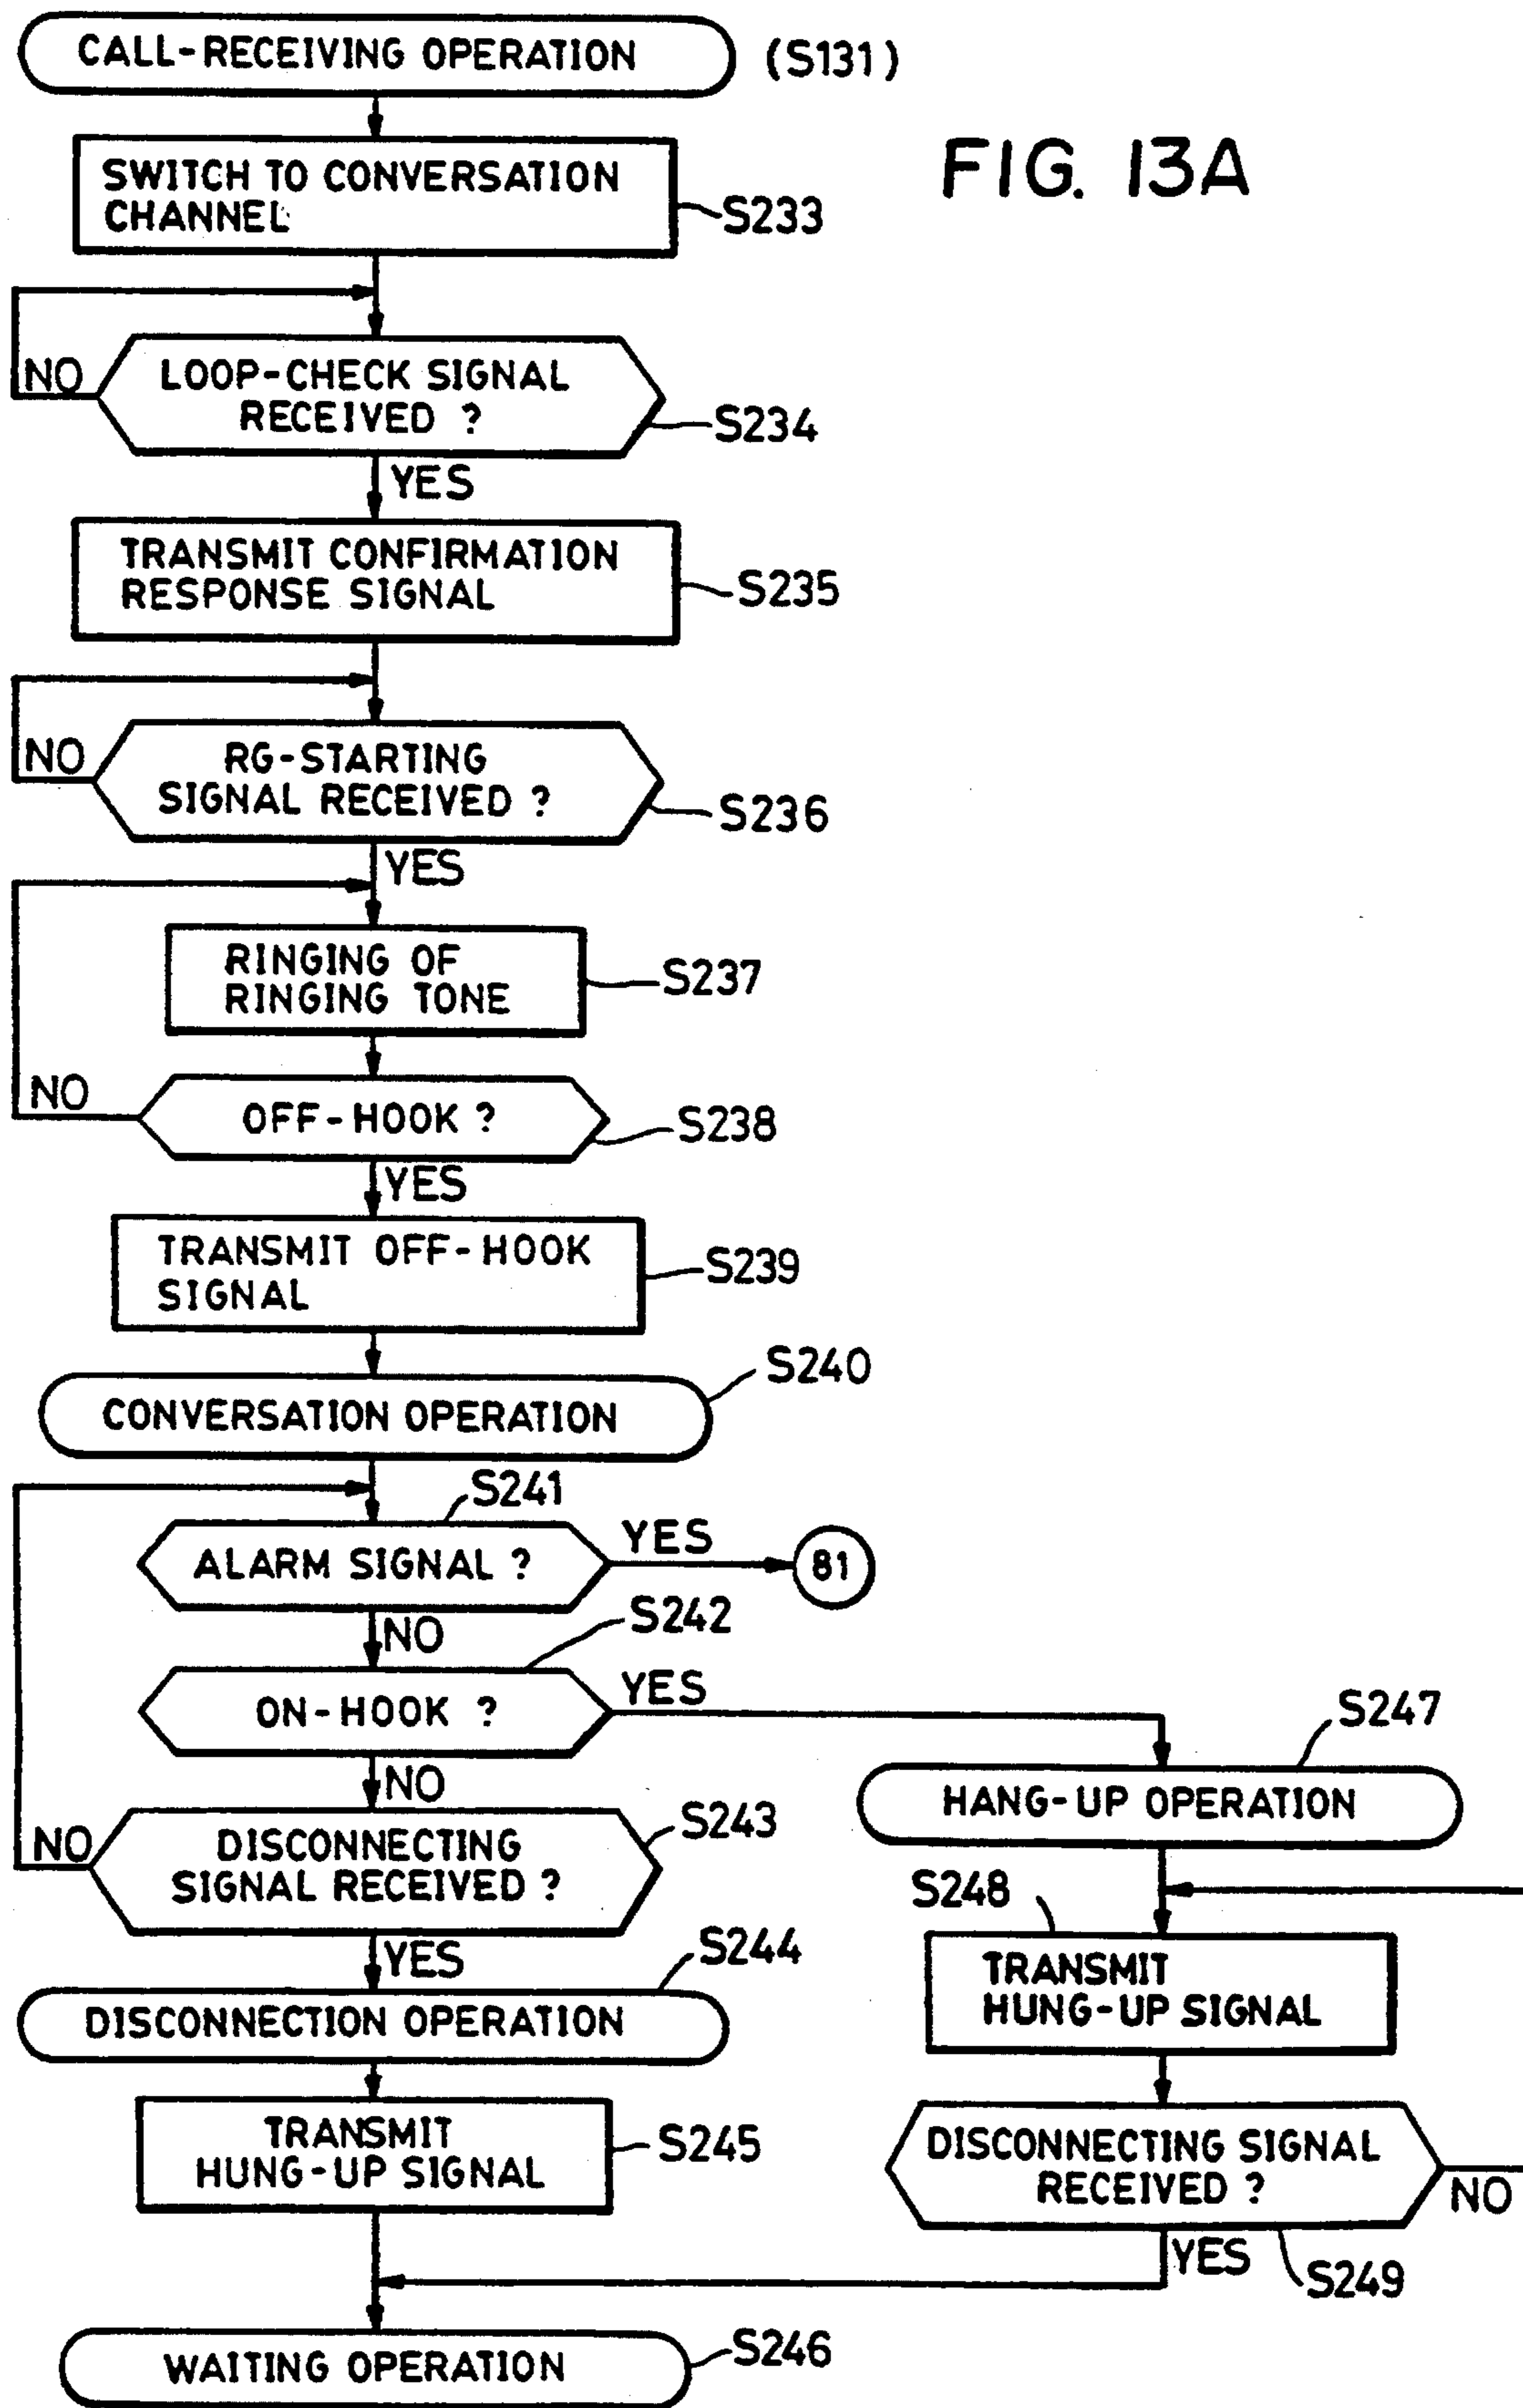 CALL-RECEIVING OPERATION (S131)
FIG. 13A
SWITCH TO CONVERSATION
CHANNEL
S233
NO
LOOP-CHECK SIGNAL
RECEIVED ?
S234
YES
TRANSMIT CONFIRMATION
RESPONSE SIGNAL
S235
NO
RG-STARTING
SIGNAL RECEIVED ?
S236
YES
RINGING OF
RINGING TONE
S237
NO
OFF-HOOK ?
S238
YES
TRANSMIT OFF-HOOK
SIGNAL
S239
S240
CONVERSATION OPERATION
S241
ALARM SIGNAL ?
YES
81
NO
S242
ON-HOOK ?
YES
S247
NO
HANG-UP OPERATION
NO
DISCONNECTING
SIGNAL RECEIVED ?
S243
S248
YES
S244
TRANSMIT
HUNG-UP SIGNAL
DISCONNECTION OPERATION
TRANSMIT
HUNG-UP SIGNAL
S245
DISCONNECTING SIGNAL
RECEIVED ?
NO
YES
S249
WAITING OPERATION
S246